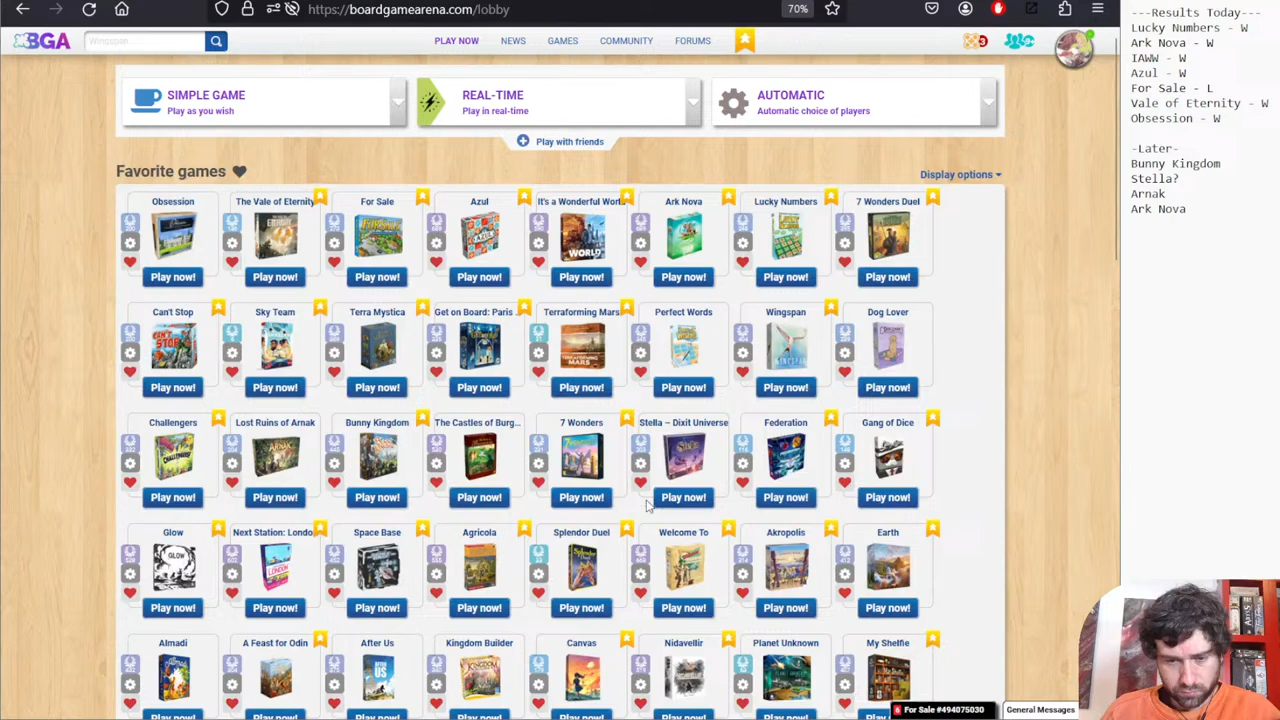 https://boardgamearena.com/lobby
70%
BGA
Wingspan...
PLAY NOW
NEWS
GAMES
COMMUNITY
FORUMS
3
SIMPLE GAME
Play as you wish
REAL-TIME
Play in real-time
AUTOMATIC
Automatic choice of players
Play with friends
Favorite games
Display options
Obsession
The Vale of Eternity
For Sale
Azul
It's a Wonderful Worl
Ark Nova
Lucky Numbers
7 Wonders Duel
Play now! Play now! Play now! Play now! Play now! Play now! Play now! Play now!
Can't Stop
Sky Team
Terra Mystica
Get on Board: Paris ...
Terraforming Mars
Perfect Words
Wingspan
Dog Lover
Play now! Play now! Play now! Play now! Play now! Play now! Play now! Play now!
Challengers
Lost Ruins of Arnak
Bunny Kingdom
The Castles of Burg...
7 Wonders
Stella – Dixit Universe
Federation
Gang of Dice
Play now! Play now! Play now! Play now! Play now! Play now! Play now! Play now!
Glow
Next Station: Londo
Space Base
Agricola
Splendor Duel
Welcome To
Akropolis
Earth
Play now! Play now! Play now! Play now! Play now! Play now! Play now! Play now!
Almadi
A Feast for Odin
After Us
Kingdom Builder
Canvas
Nidavellir
Planet Unknown
My Shelfie
For Sale #494075030
General Messages
---Results Today---
Lucky Numbers - W
Ark Nova - W
IAWW - W
Azul - W
For Sale - L
Vale of Eternity - W
Obsession - W
-Later-
Bunny Kingdom
Stella?
Arnak
Ark Nova